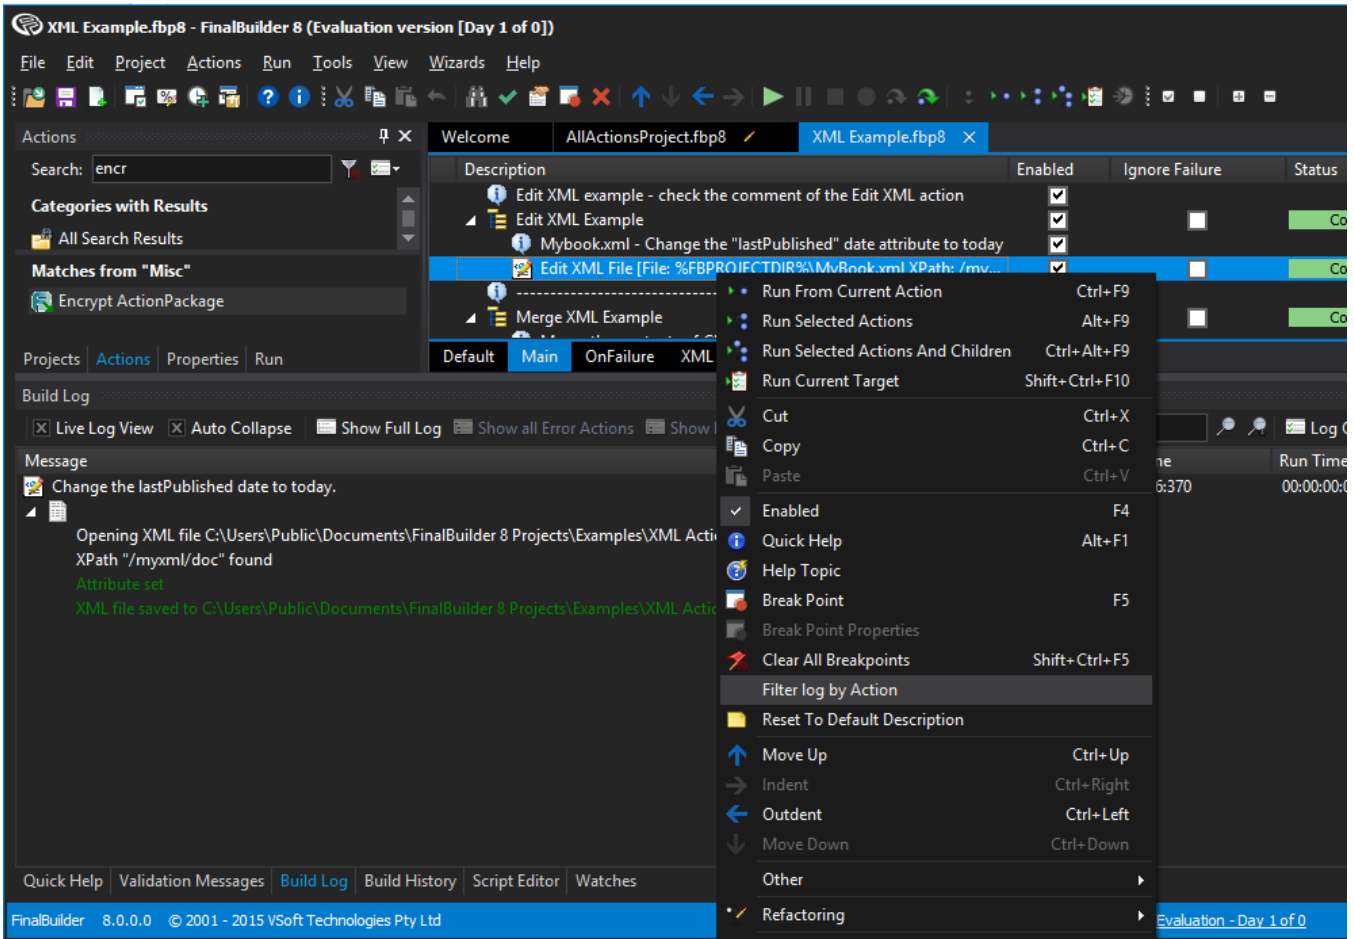 XML Example.fbp8 - FinalBuilder 8 (Evaluation version [Day 1 of 0])
File Edit Project Actions Run Tools View Wizards Help
Actions
Search: encr
Categories with Results
All Search Results
Matches from "Misc"
Encrypt ActionPackage
Projects Actions Properties Run
Welcome AllActionsProject.fbp8 XML Example.fbp8
Description Enabled Ignore Failure Status
Edit XML example - check the comment of the Edit XML action
Edit XML Example Co
Mybook.xml - Change the "lastPublished" date attribute to today
Edit XML File [File: %FBPROJECTDIR%\MyBook.xml XPath: /my... Co
--------------------------------
Merge XML Example Co
Default Main OnFailure XML
Build Log
Live Log View Auto Collapse Show Full Log Show all Error Actions Show Log
Message Run Time
Change the lastPublished date to today. 6:370 00:00:00:0
Opening XML file C:\Users\Public\Documents\FinalBuilder 8 Projects\Examples\XML Acti
XPath "/myxml/doc" found
Attribute set
XML file saved to C:\Users\Public\Documents\FinalBuilder 8 Projects\Examples\XML Actio
Run From Current Action Ctrl+F9
Run Selected Actions Alt+F9
Run Selected Actions And Children Ctrl+Alt+F9
Run Current Target Shift+Ctrl+F10
Cut Ctrl+X
Copy Ctrl+C
Paste Ctrl+V
Enabled F4
Quick Help Alt+F1
Help Topic
Break Point F5
Break Point Properties
Clear All Breakpoints Shift+Ctrl+F5
Filter log by Action
Reset To Default Description
Move Up Ctrl+Up
Indent Ctrl+Right
Outdent Ctrl+Left
Move Down Ctrl+Down
Other
Refactoring
Quick Help Validation Messages Build Log Build History Script Editor Watches
FinalBuilder 8.0.0.0 © 2001 - 2015 VSoft Technologies Pty Ltd Evaluation - Day 1 of 0